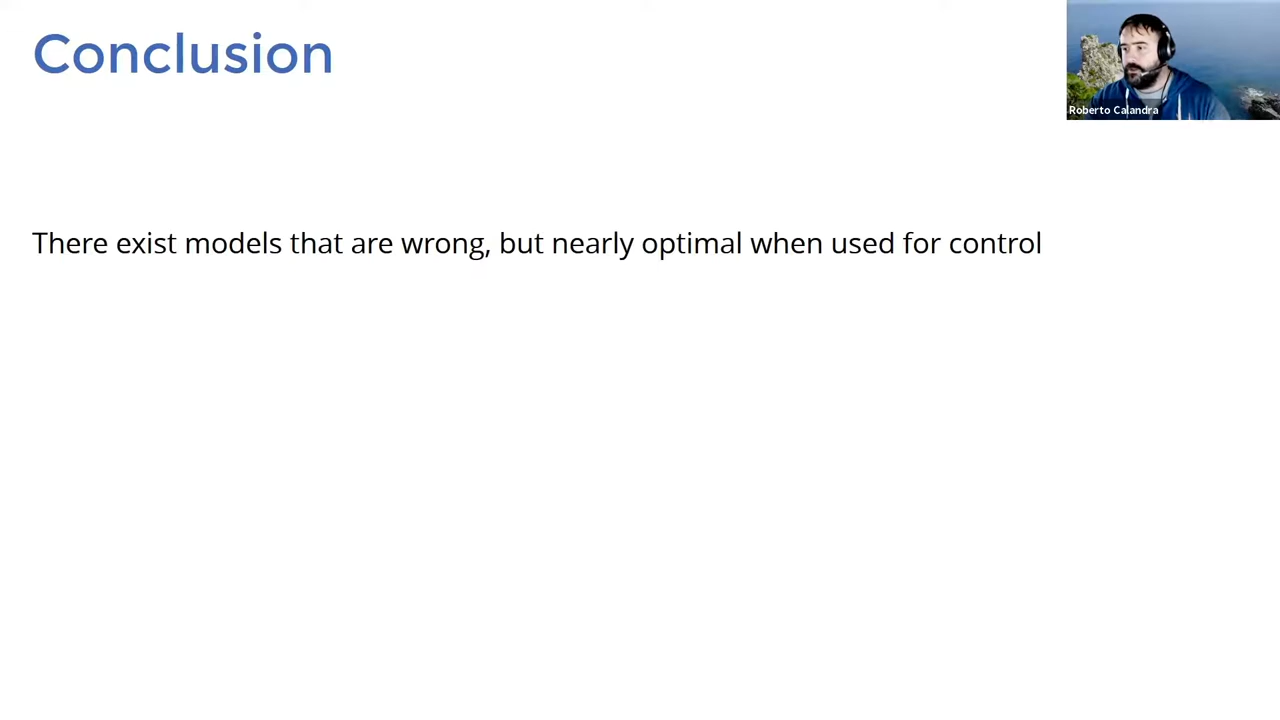 Conclusion
Roberto Calandra
There exist models that are wrong, but nearly optimal when used for control